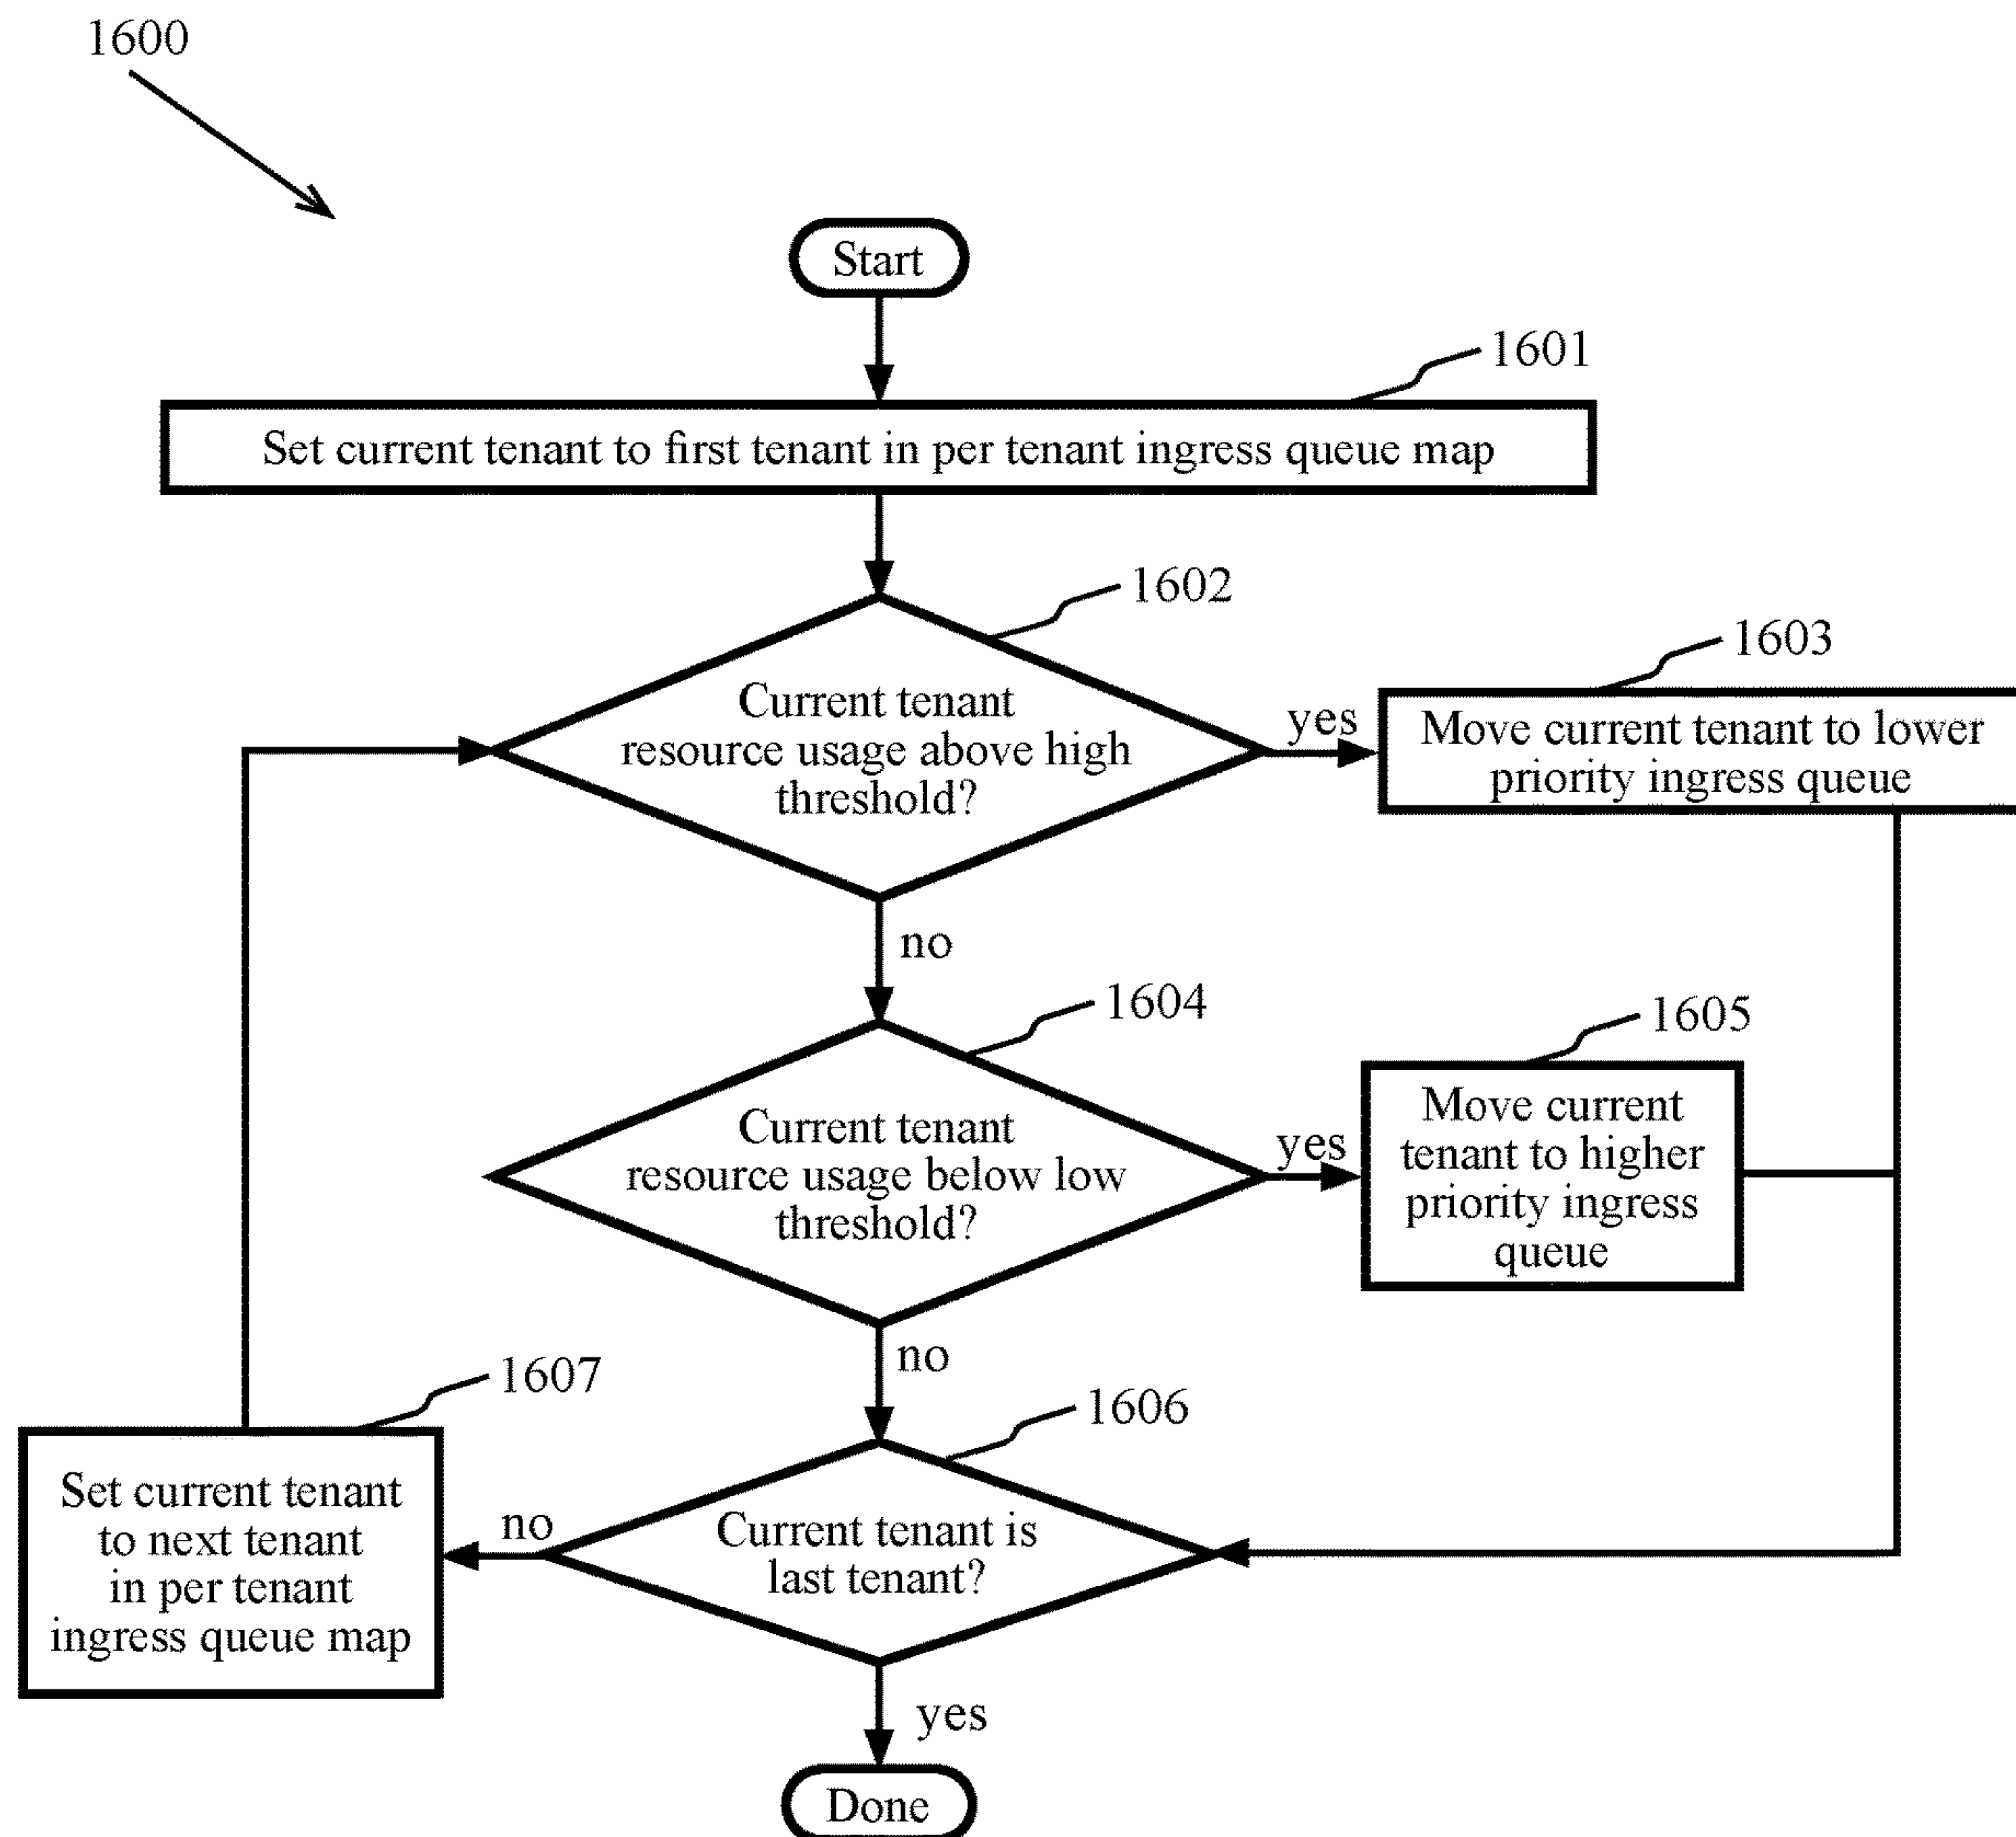 1600
Start
1601
Set current tenant to first tenant in per tenant ingress queue map
1602
Current tenant
resource usage above high
threshold?
yes
1603
Move current tenant to lower
priority ingress queue
no
1604
Current tenant
resource usage below low
threshold?
yes
1605
Move current
tenant to higher
priority ingress
queue
no
1606
Current tenant is
last tenant?
no
1607
Set current tenant
to next tenant
in per tenant
ingress queue map
yes
Done